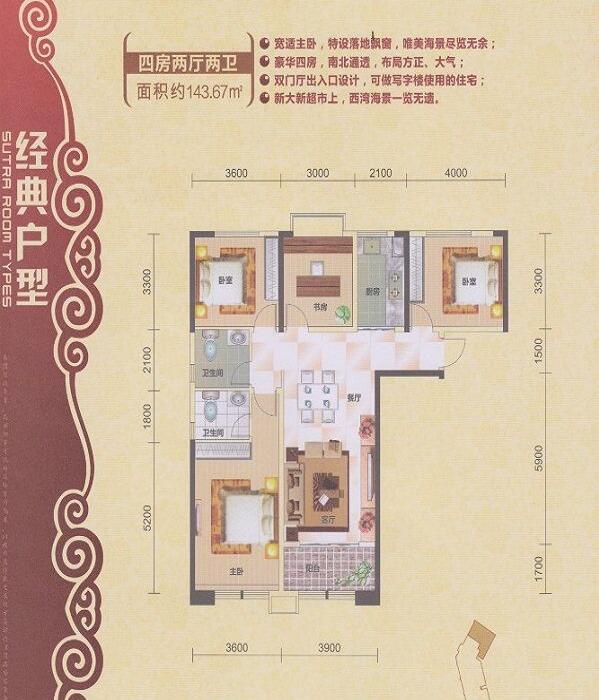 四房两厅两卫
面积约143.67㎡
宽适主卧，特设落地飘窗，唯美海景尽览无余；
豪华四房，南北通透，布局方正、大气；
双门厅出入口设计，可做写字楼使用的住宅；
新大新超市上，西湾海景一览无遗。
经典户型
SUTRA ROOM TYPES
3600 3000 2100 4000
3300
2100
1800
5200
3300
1500
5900
1700
卧室
书房
厨房
卧室
卫生间
餐厅
卫生间
客厅
主卧
阳台
3600 3900